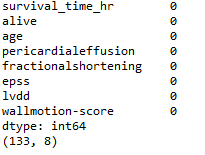 survival_time_hr 0
alive 0
age 0
pericardialeffusion 0
fractionalshortening 0
epss 0
lvdd 0
wallmotion-score 0
dtype: int64
(133, 8)